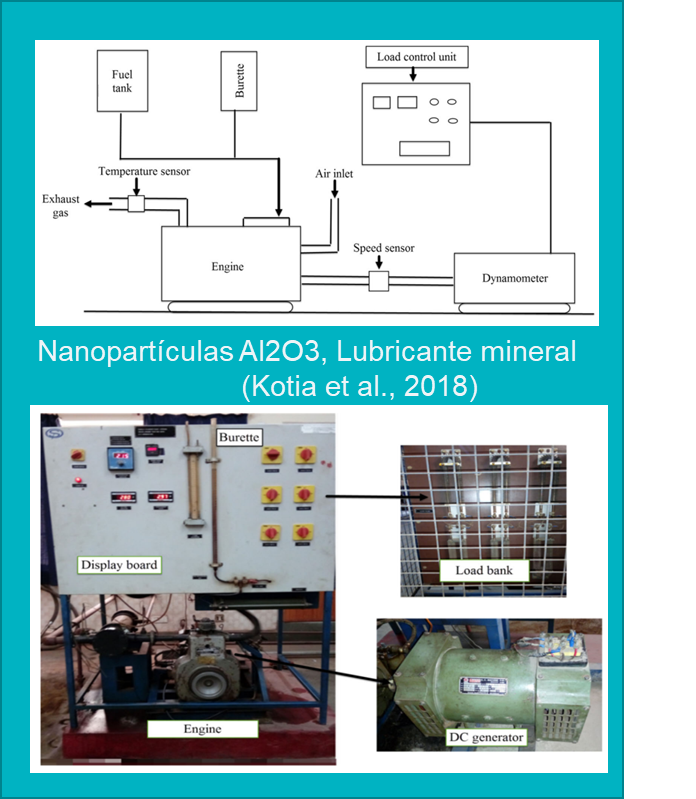 Load control unit
Fuel
tank
Burette
Temperature sensor
Air inlet
Exhaust
gas
Speed sensor
Engine
Dynamometer
Nanopartículas Al2O3, Lubricante mineral
(Kotia et al., 2018)
Burette
Display board
Load bank
Engine
DC generator